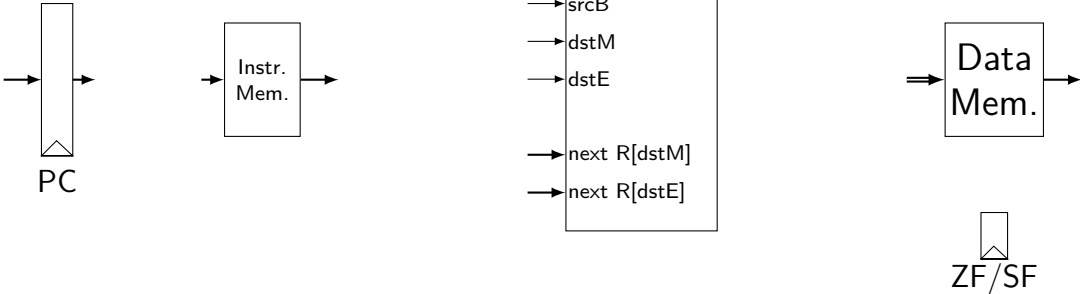 PC
Instr.
Mem.
srcB
dstM
dstE
next R[dstM]
next R[dstE]
Data
Mem.
ZF/SF